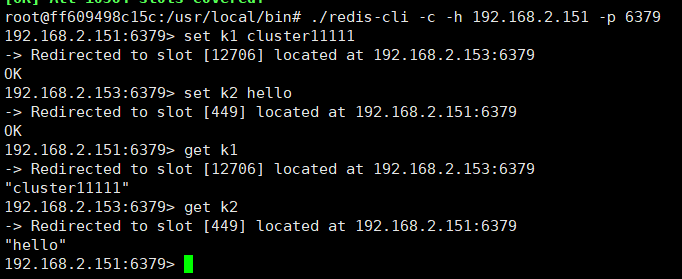 root@ff609498c15c:/usr/local/bin# ./redis-cli -c -h 192.168.2.151 -p 6379
192.168.2.151:6379> set k1 cluster11111
-> Redirected to slot [12706] located at 192.168.2.153:6379
OK
192.168.2.153:6379> set k2 hello
-> Redirected to slot [449] located at 192.168.2.151:6379
OK
192.168.2.151:6379> get k1
-> Redirected to slot [12706] located at 192.168.2.153:6379
"cluster11111"
192.168.2.153:6379> get k2
-> Redirected to slot [449] located at 192.168.2.151:6379
"hello"
192.168.2.151:6379>